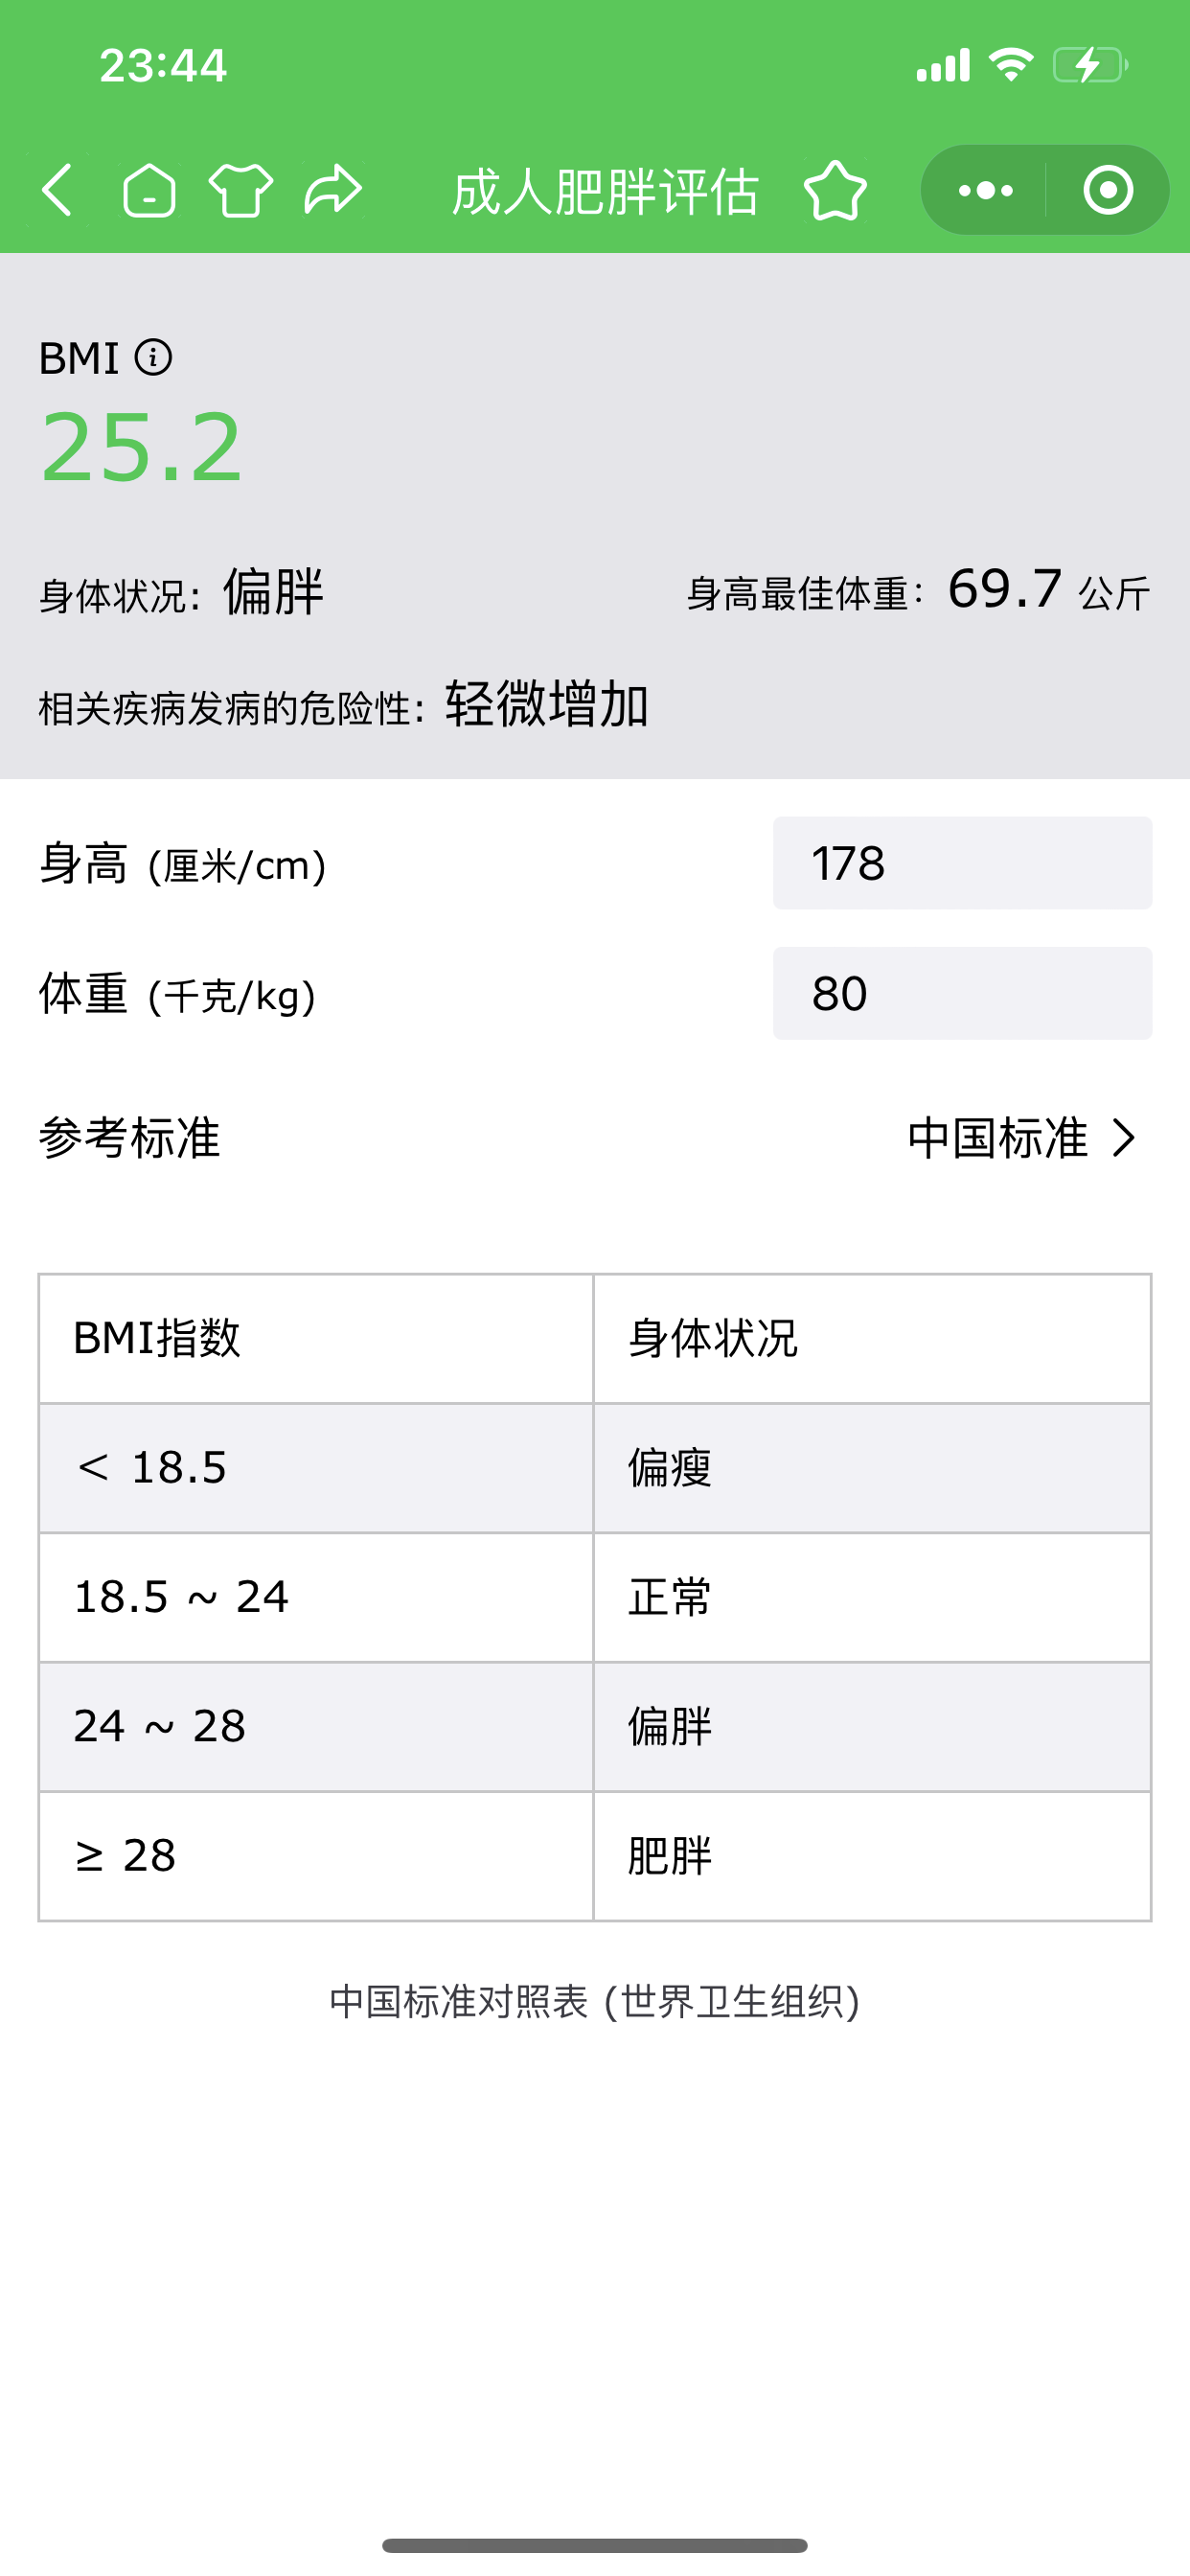 23:44
成人肥胖评估
BMI
25.2
身体状况: 偏胖
身高最佳体重: 69.7 公斤
相关疾病发病的危险性: 轻微增加
身高 (厘米/cm) 178
体重 (千克/kg) 80
参考标准 中国标准
BMI指数 身体状况
< 18.5 偏瘦
18.5 ~ 24 正常
24 ~ 28 偏胖
≥ 28 肥胖
中国标准对照表 (世界卫生组织)